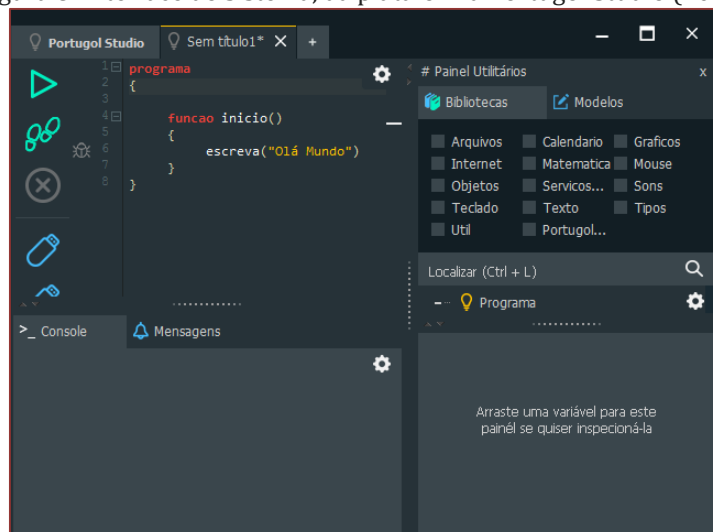 Portugol Studio
Sem título1*
+
1 programa
2 {
3
4 funcao inicio()
5 {
6 escreva("Olá Mundo")
7 }
8 }
# Painel Utilitários x
Bibliotecas Modelos
Arquivos Calendario Graficos
Internet Matematica Mouse
Objetos Servicos... Sons
Teclado Texto Tipos
Util Portugol...
Localizar (Ctrl + L)
Programa
>_ Console Mensagens
Arraste uma variável para este
painél se quiser inspecioná-la